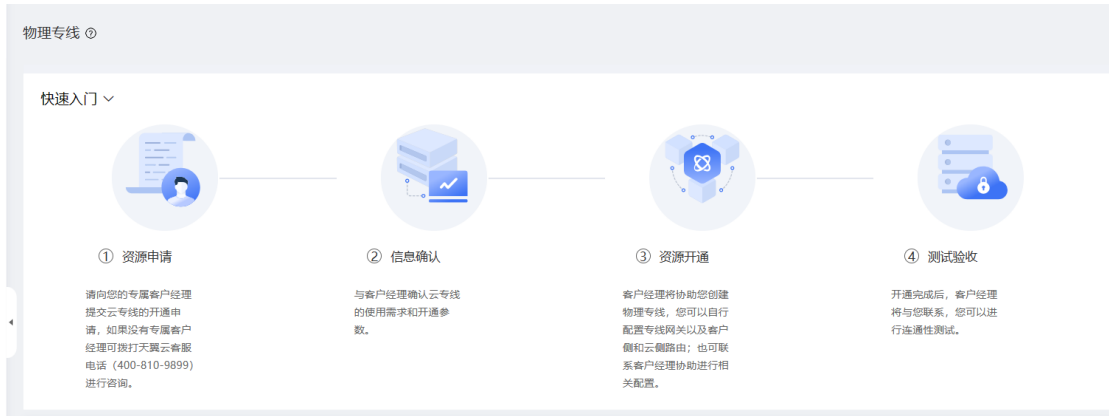 物理专线
快速入门
① 资源申请
请向您的专属客户经理
提交云专线的开通申
请，如果没有专属客户
经理可拨打天翼云客服
电话（400-810-9899）
进行咨询。
② 信息确认
与客户经理确认云专线
的使用需求和开通参
数。
③ 资源开通
客户经理将协助您创建
物理专线，您可以自行
配置专线网关以及客户
侧和云侧路由；也可联
系客户经理协助进行相
关配置。
④ 测试验收
开通完成后，客户经理
将与您联系，您可以进
行连通性测试。